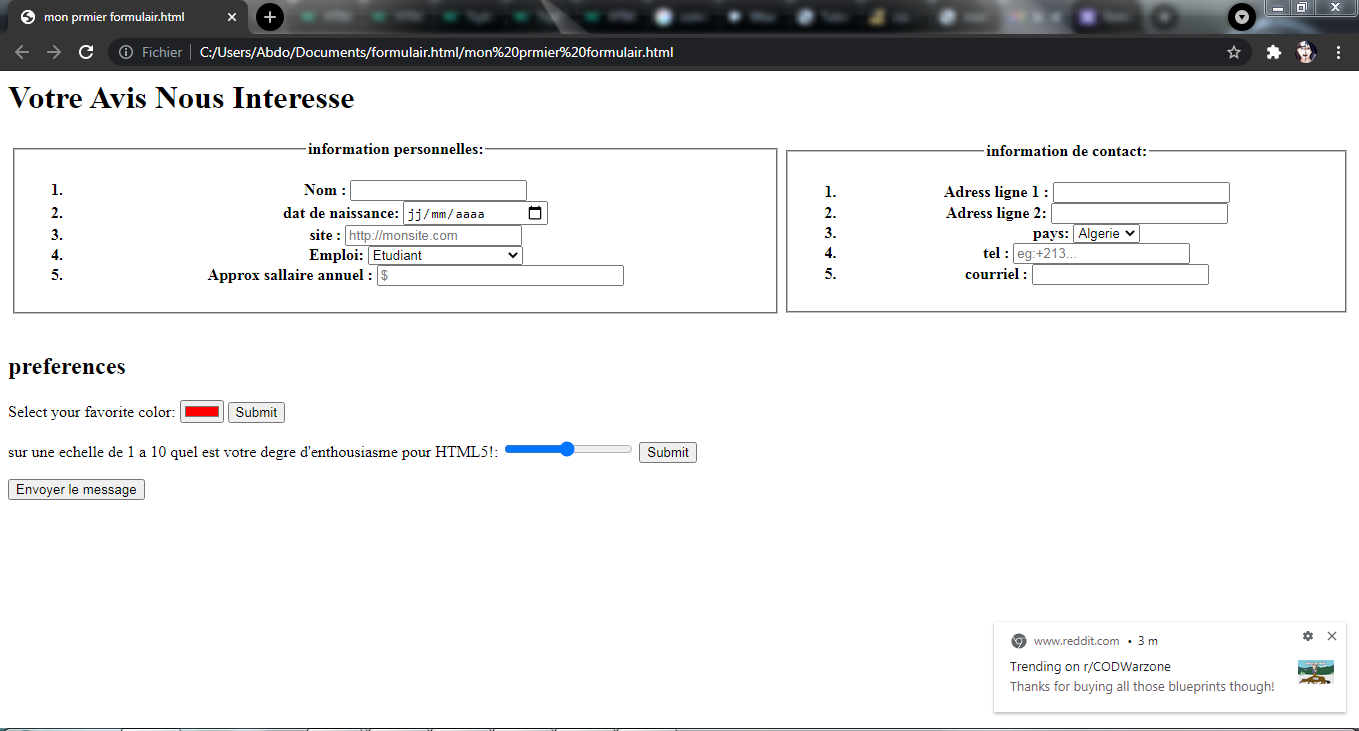 mon prmier formulair.html
Fichier C:/Users/Abdo/Documents/formulair.html/mon%20prmier%20formulair.html
Votre Avis Nous Interesse
information personnelles:
1. Nom :
2. dat de naissance: jj/mm/aaaa
3. site : http://monsite.com
4. Emploi: Etudiant
5. Approx sallaire annuel : $
information de contact:
1. Adress ligne 1 :
2. Adress ligne 2:
3. pays: Algerie
4. tel : eg:+213...
5. courriel :
preferences
Select your favorite color: Submit
sur une echelle de 1 a 10 quel est votre degre d'enthousiasme pour HTML5!: Submit
Envoyer le message
www.reddit.com • 3 m
Trending on r/CODWarzone
Thanks for buying all those blueprints though!